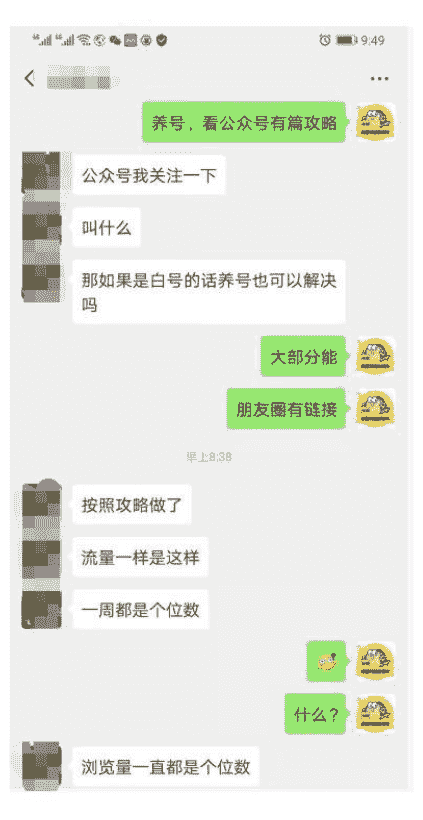 9:49
养号，看公众号有篇攻略
公众号我关注一下
叫什么
那如果是白号的话养号也可以解决
吗
大部分能
朋友圈有链接
早上8:38
按照攻略做了
流量一样是这样
一周都是个位数
什么？
浏览量一直都是个位数